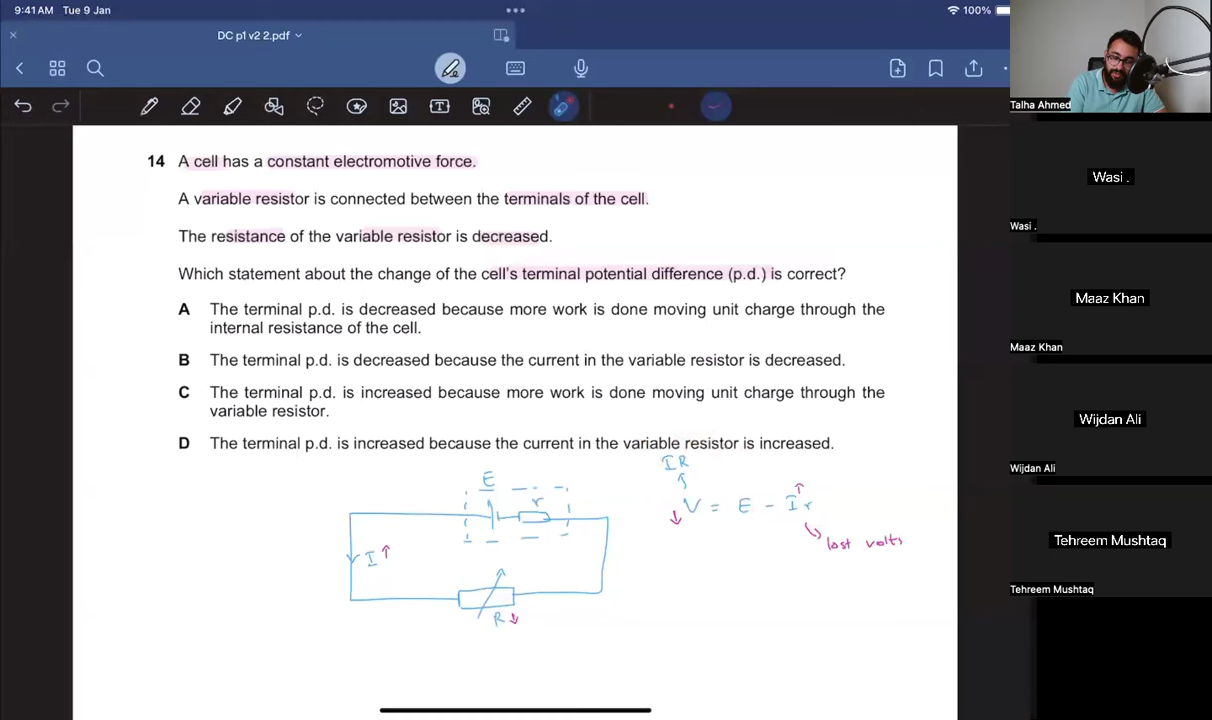 9:41 AM Tue 9 Jan
100%
DC p1 v2 2.pdf
Talha Ahmed
14 A cell has a constant electromotive force.
A variable resistor is connected between the terminals of the cell.
The resistance of the variable resistor is decreased.
Which statement about the change of the cell's terminal potential difference (p.d.) is correct?
A The terminal p.d. is decreased because more work is done moving unit charge through the
internal resistance of the cell.
B The terminal p.d. is decreased because the current in the variable resistor is decreased.
C The terminal p.d. is increased because more work is done moving unit charge through the
variable resistor.
D The terminal p.d. is increased because the current in the variable resistor is increased.
E
r
I ↑
R ↓
IR
↑
↓ V = E - Ir
↑
lost volts
Wasi .
Wasi .
Maaz Khan
Maaz Khan
Wijdan Ali
Wijdan Ali
Tehreem Mushtaq
Tehreem Mushtaq